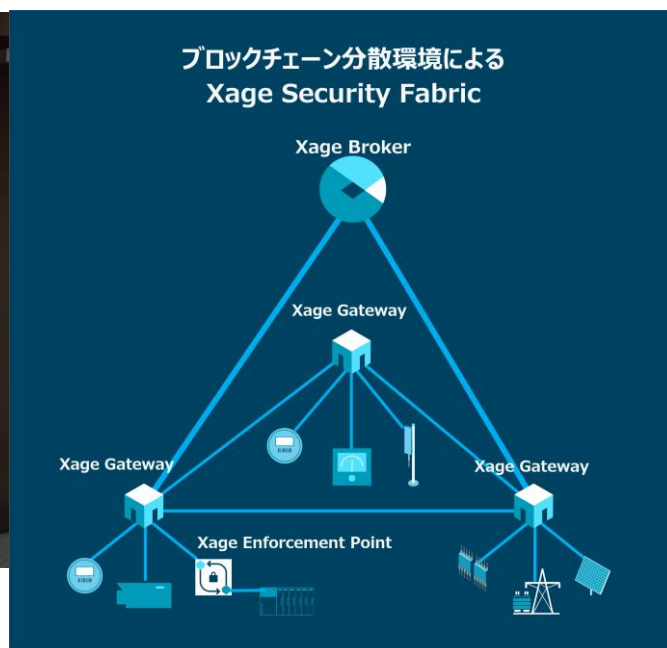 ブロックチェーン分散環境による
Xage Security Fabric
Xage Broker
Xage Gateway
Xage Gateway
Xage Gateway
Xage Enforcement Point